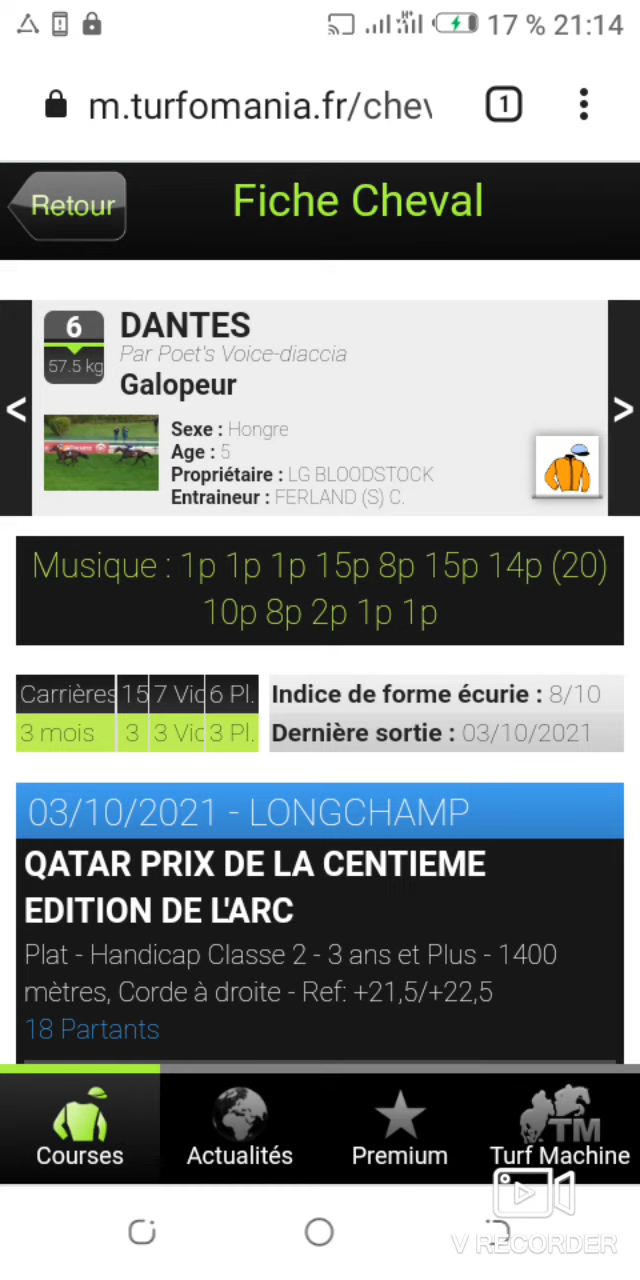 17 % 21:14
m.turfomania.fr/chev
1
Retour
Fiche Cheval
6
57.5 kg
DANTES
Par Poet's Voice-diaccia
Galopeur
Sexe : Hongre
Age : 5
Propriétaire : LG BLOODSTOCK
Entraineur : FERLAND (S) C.
<
>
Musique : 1p 1p 1p 15p 8p 15p 14p (20)
10p 8p 2p 1p 1p
Carrières 15 7 Vic 6 Pl.
3 mois 3 3 Vic 3 Pl.
Indice de forme écurie : 8/10
Dernière sortie : 03/10/2021
03/10/2021 - LONGCHAMP
QATAR PRIX DE LA CENTIEME
EDITION DE L'ARC
Plat - Handicap Classe 2 - 3 ans et Plus - 1400
mètres, Corde à droite - Ref: +21,5/+22,5
18 Partants
Courses
Actualités
Premium
TM
Turf Machine
V RECORDER